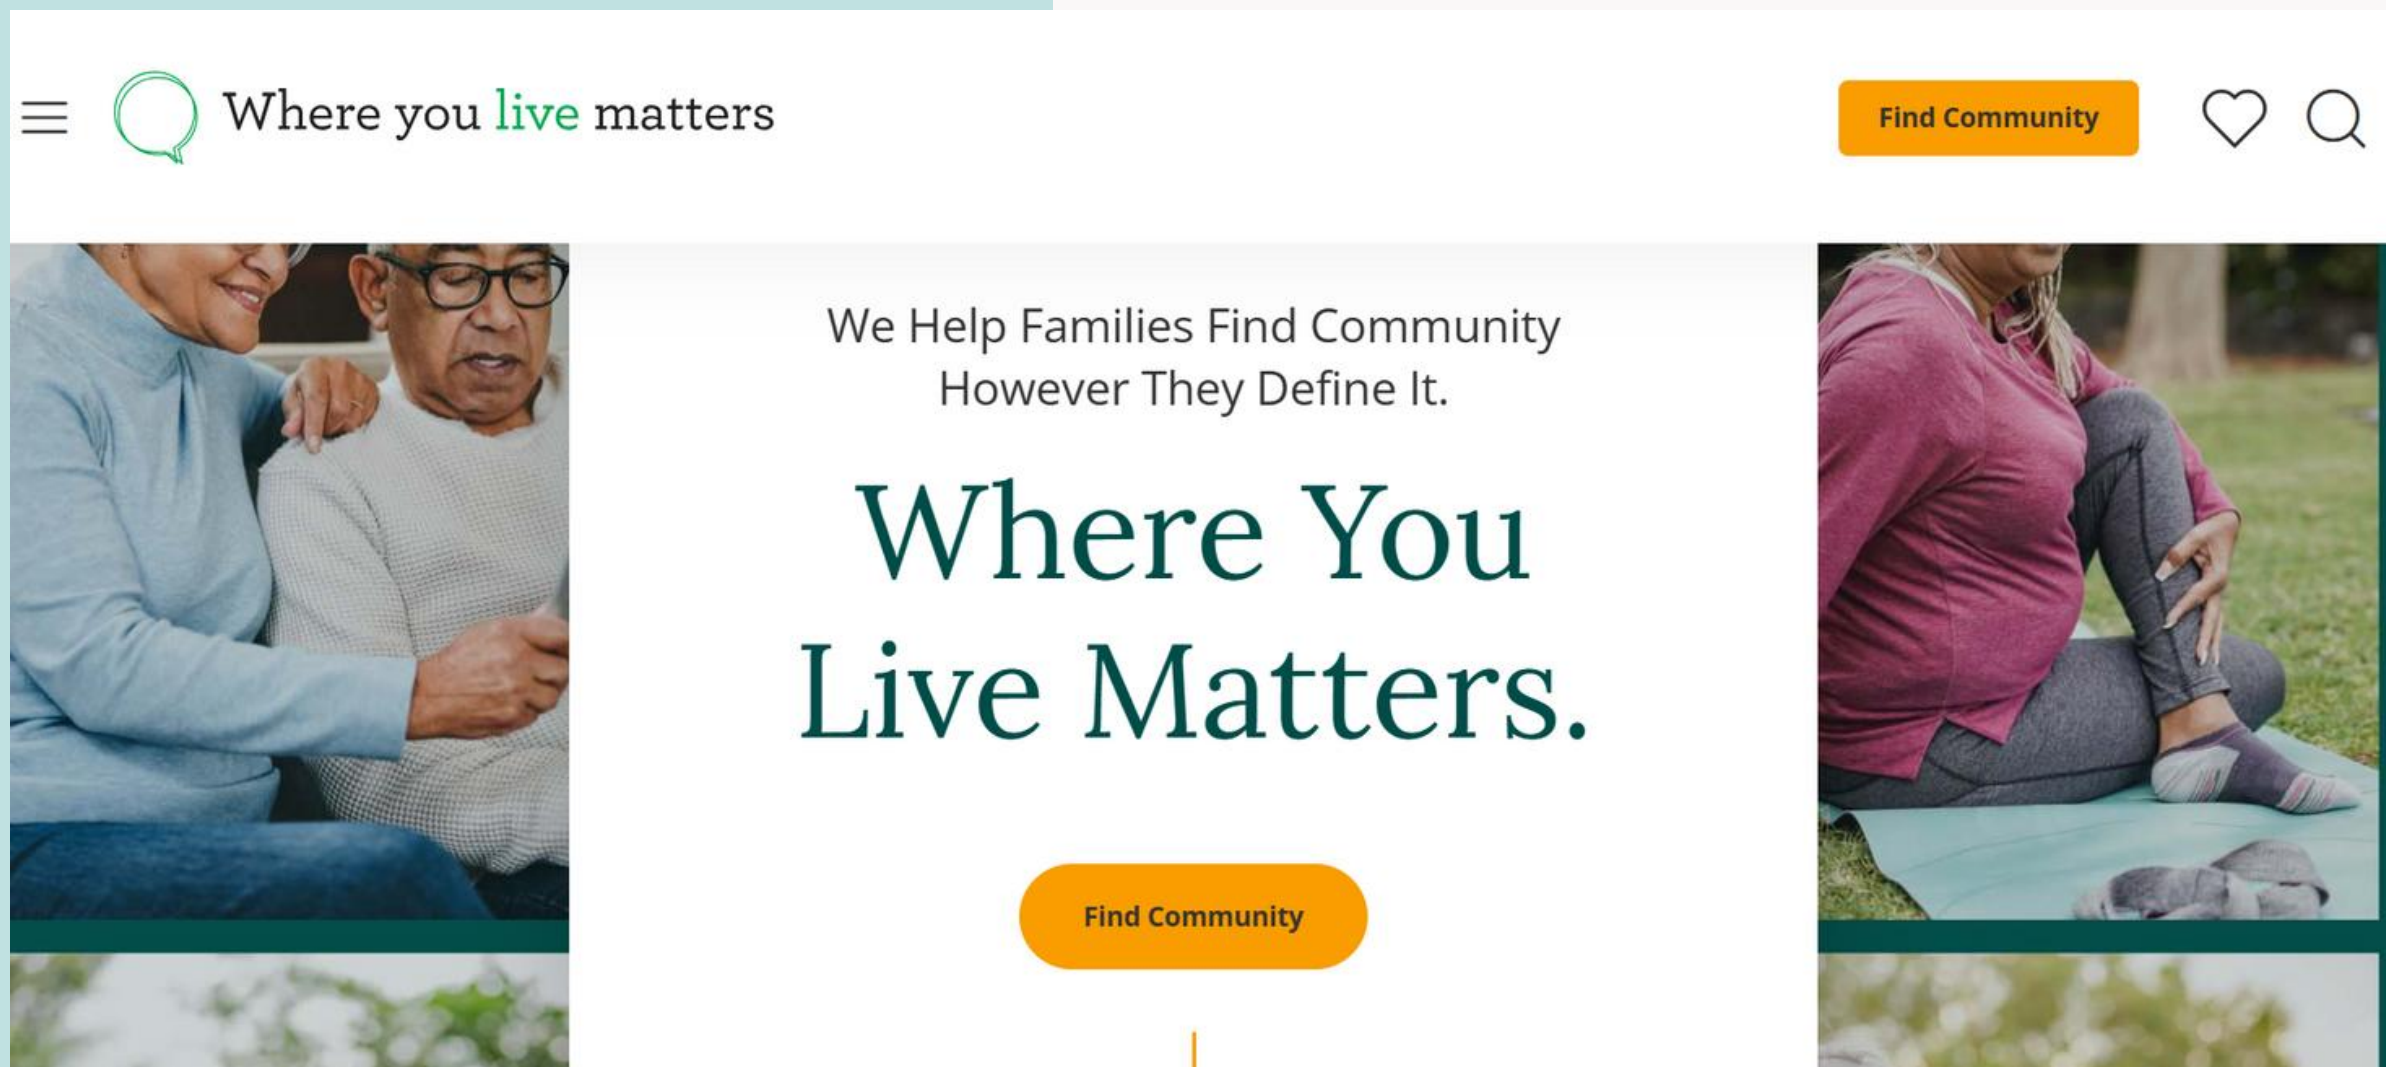 Where you live matters
Find Community
We Help Families Find Community
However They Define It.
Where You
Live Matters.
Find Community